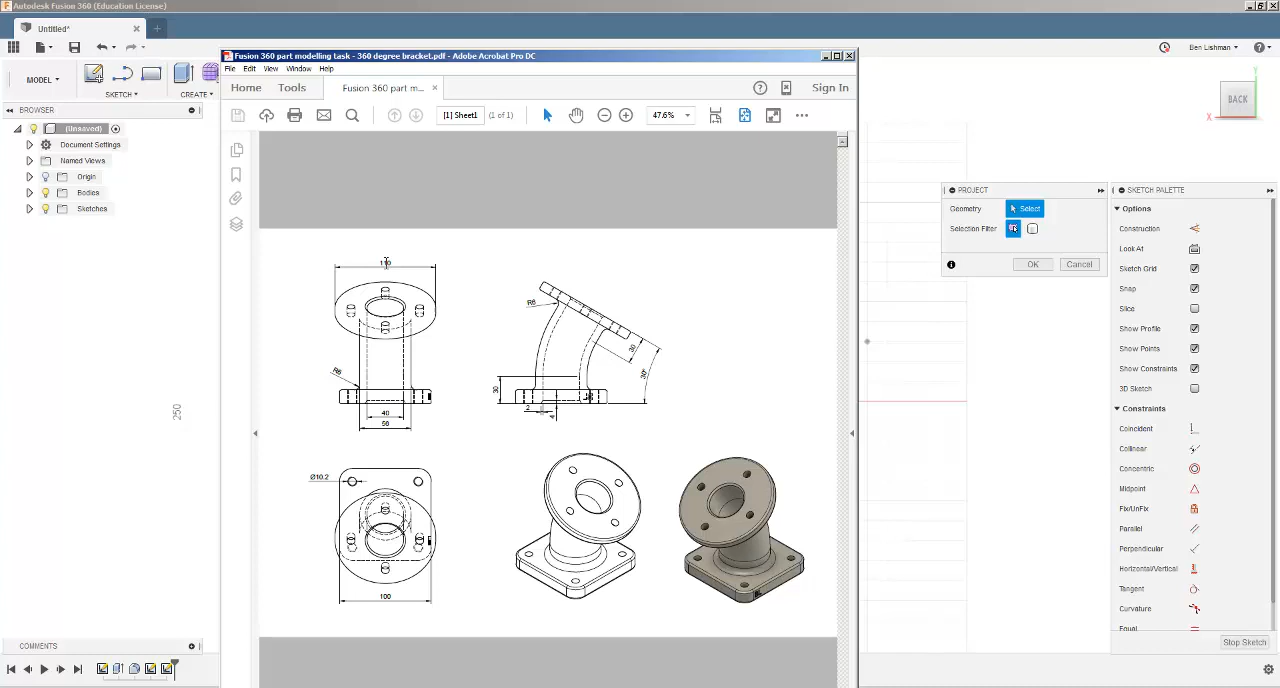 Autodesk Fusion 360 (Education License)
Untitled*
Ben Lishman
MODEL
SKETCH
CREATE
BROWSER
(Unsaved)
Document Settings
Named Views
Origin
Bodies
Sketches
Fusion 360 part modelling task - 360 degree bracket.pdf - Adobe Acrobat Pro DC
File Edit View Window Help
Home Tools Fusion 360 part m... Sign In
[1] Sheet1 (1 of 1) 47.6%
110
R6
40
50
R6
30
30°
30
2
4
Ø10.2
100
250
BACK
X
Y
PROJECT
Geometry Select
Selection Filter
OK Cancel
SKETCH PALETTE
Options
Construction
Look At
Sketch Grid
Snap
Slice
Show Profile
Show Points
Show Constraints
3D Sketch
Constraints
Coincident
Collinear
Concentric
Midpoint
Fix/UnFix
Parallel
Perpendicular
Horizontal/Vertical
Tangent
Curvature
Equal
Stop Sketch
COMMENTS